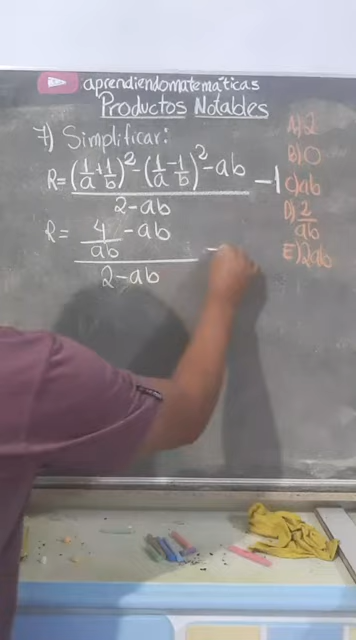 aprendiendomatemáticas
Productos Notables
7) Simplificar:
R= ((1/a + 1/b)² - (1/a - 1/b)² - ab) / (2 - ab) - 1
R= (4/ab - ab) / (2 - ab) -
A) 2
B) 0
C) ab
D) 2/ab
E) 2ab